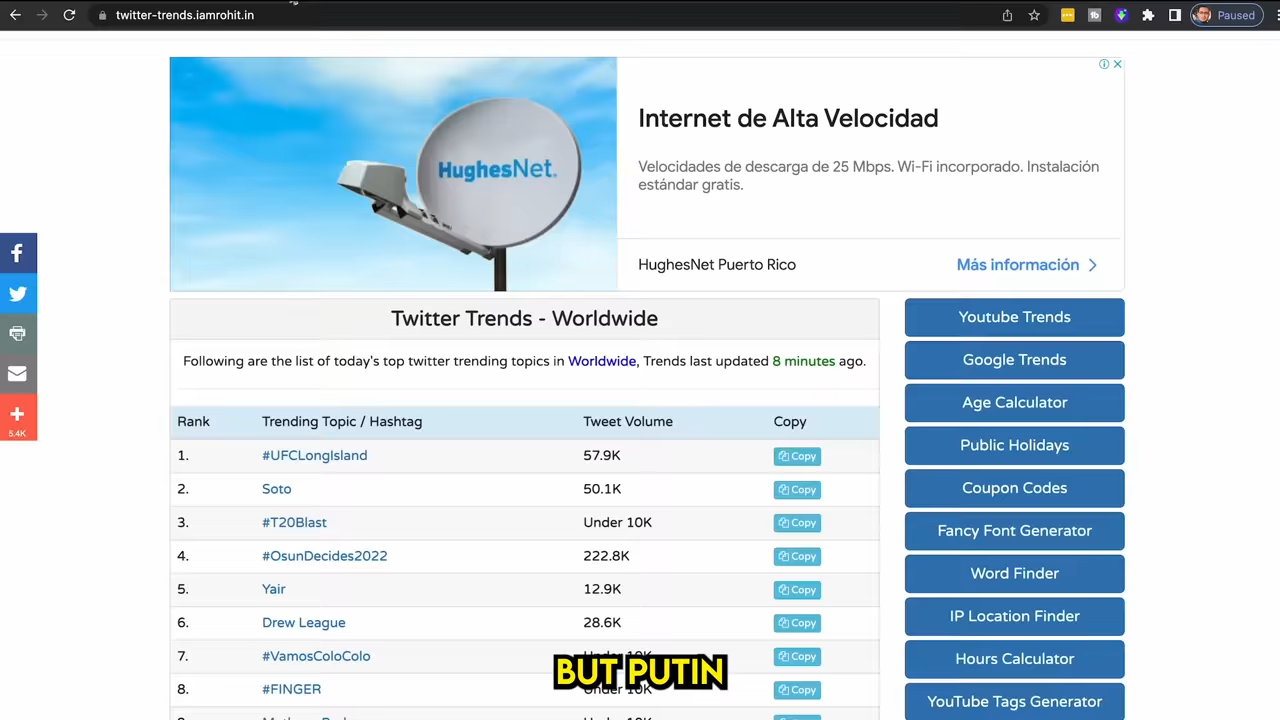 twitter-trends.iamrohit.in
Paused
HughesNet.
Internet de Alta Velocidad
Velocidades de descarga de 25 Mbps. Wi-Fi incorporado. Instalación
estándar gratis.
HughesNet Puerto Rico
Más información
5.4K
Twitter Trends - Worldwide
Following are the list of today's top twitter trending topics in Worldwide, Trends last updated 8 minutes ago.
Rank Trending Topic / Hashtag Tweet Volume Copy
1. #UFCLongIsland 57.9K Copy
2. Soto 50.1K Copy
3. #T20Blast Under 10K Copy
4. #OsunDecides2022 222.8K Copy
5. Yair 12.9K Copy
6. Drew League 28.6K Copy
7. #VamosColoColo Under 10K Copy
8. #FINGER Under 10K Copy
BUT PUTIN
Youtube Trends
Google Trends
Age Calculator
Public Holidays
Coupon Codes
Fancy Font Generator
Word Finder
IP Location Finder
Hours Calculator
YouTube Tags Generator